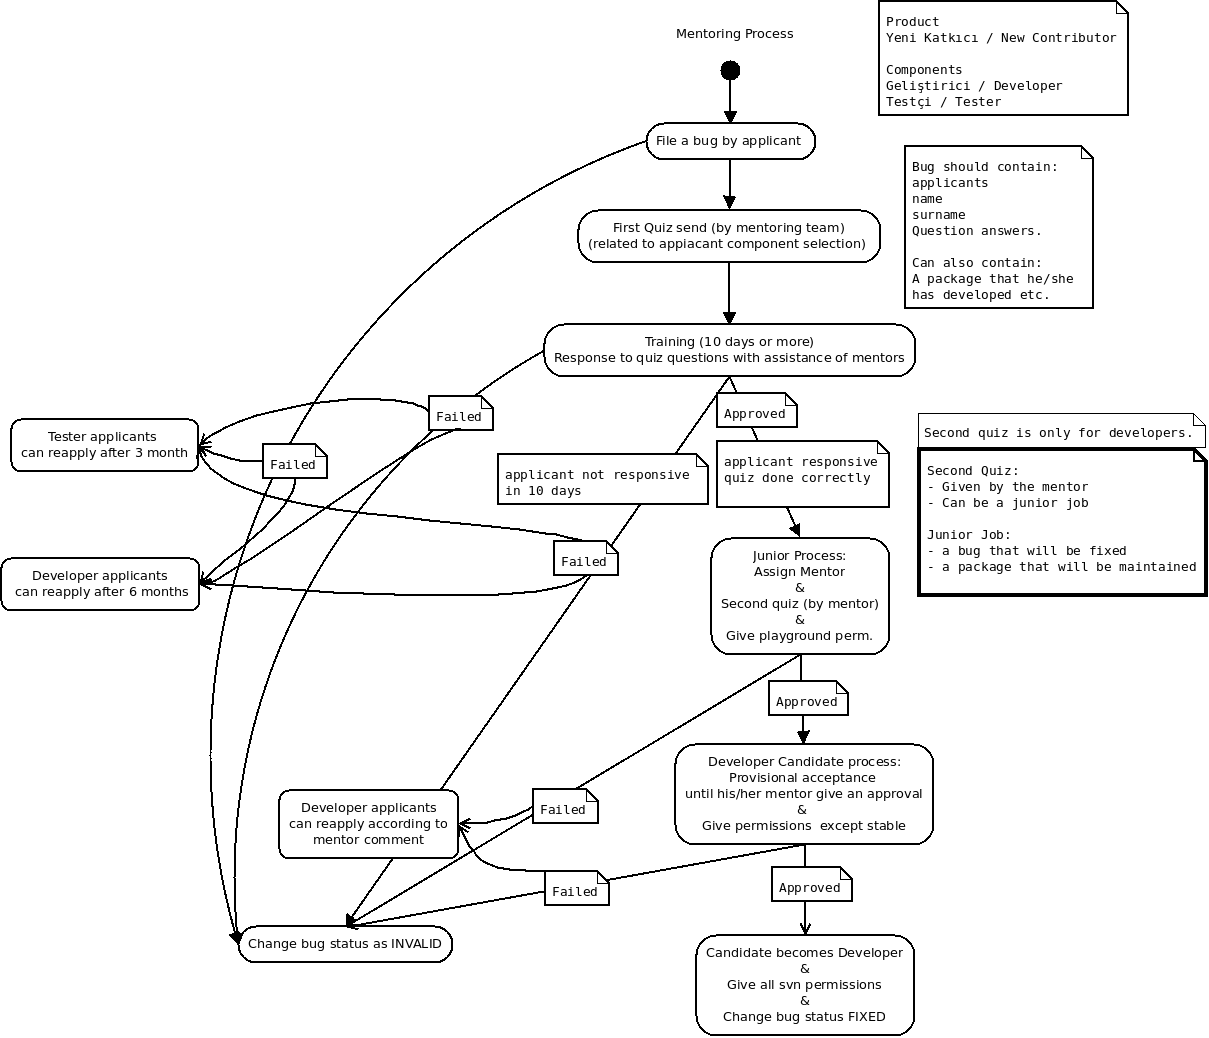 Mentoring Process
Product
Yeni Katkıcı / New Contributor
Components
Geliştirici / Developer
Testçi / Tester
File a bug by applicant
Bug should contain:
applicants
name
surname
Question answers.
Can also contain:
A package that he/she
has developed etc.
First Quiz send (by mentoring team)
(related to appiacant component selection)
Training (10 days or more)
Response to quiz questions with assistance of mentors
Failed
Approved
Tester applicants
can reapply after 3 month
Failed
applicant not responsive
in 10 days
applicant responsive
quiz done correctly
Second quiz is only for developers.
Second Quiz:
- Given by the mentor
- Can be a junior job
Junior Job:
- a bug that will be fixed
- a package that will be maintained
Failed
Developer applicants
can reapply after 6 months
Junior Process:
Assign Mentor
&
Second quiz (by mentor)
&
Give playground perm.
Approved
Developer Candidate process:
Provisional acceptance
until his/her mentor give an approval
&
Give permissions  except stable
Developer applicants
can reapply according to
mentor comment
Failed
Failed
Approved
Change bug status as INVALID
Candidate becomes Developer
&
Give all svn permissions
&
Change bug status FIXED